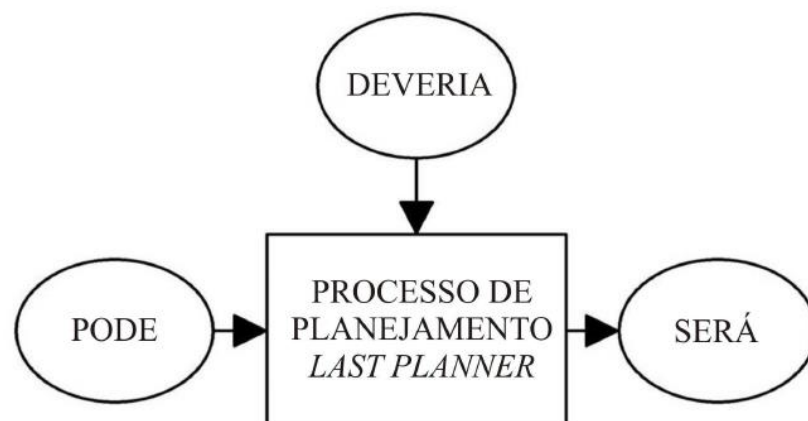 DEVERIA
PODE
PROCESSO DE
PLANEJAMENTO
LAST PLANNER
SERÁ